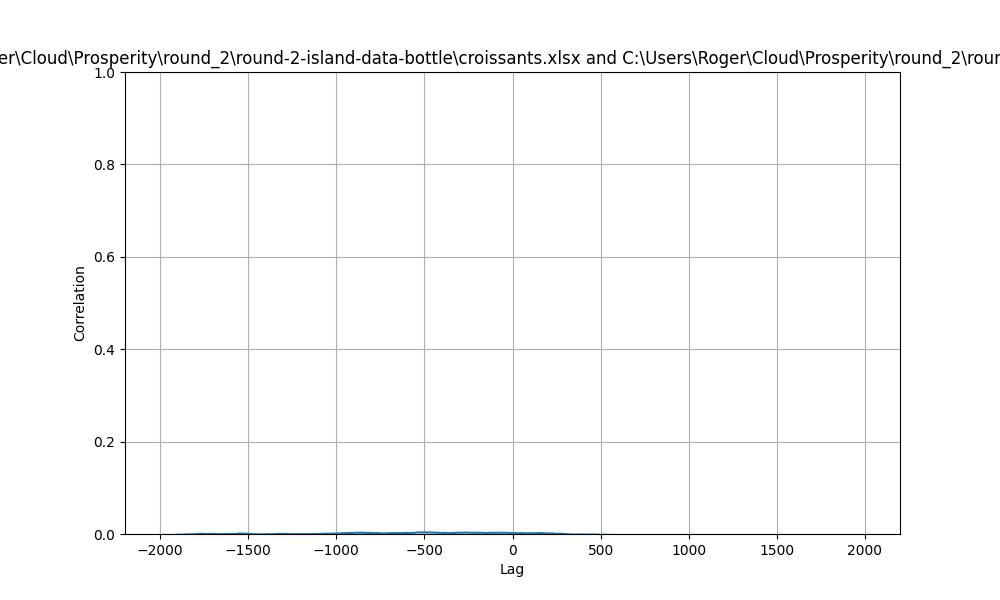 er\Cloud\Prosperity\round_2\round-2-island-data-bottle\croissants.xlsx and C:\Users\Roger\Cloud\Prosperity\round_2\rour
1.0
0.8
0.6
0.4
0.2
0.0
Correlation
−2000 −1500 −1000 −500 0 500 1000 1500 2000
Lag